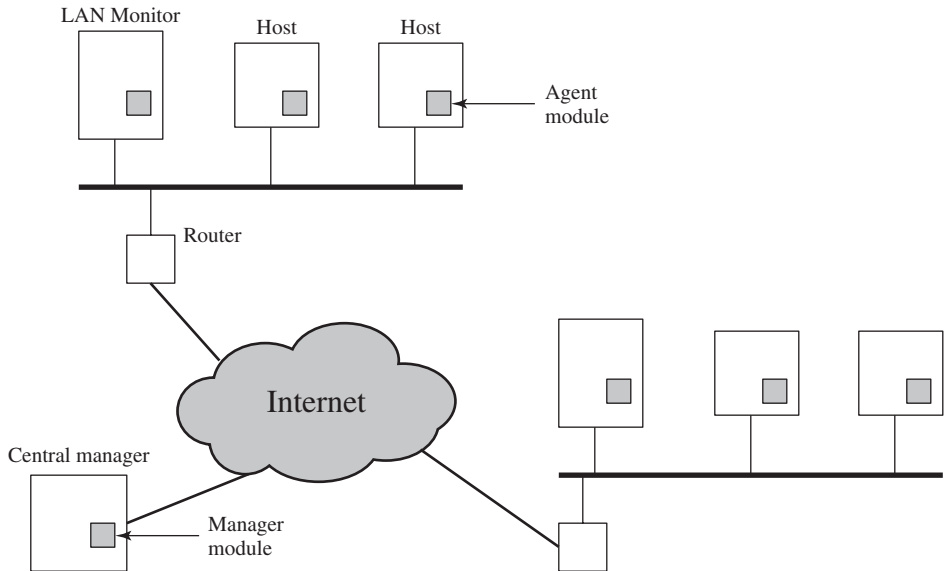 LAN Monitor
Host
Host
Agent
module
Router
Internet
Central manager
Manager
module